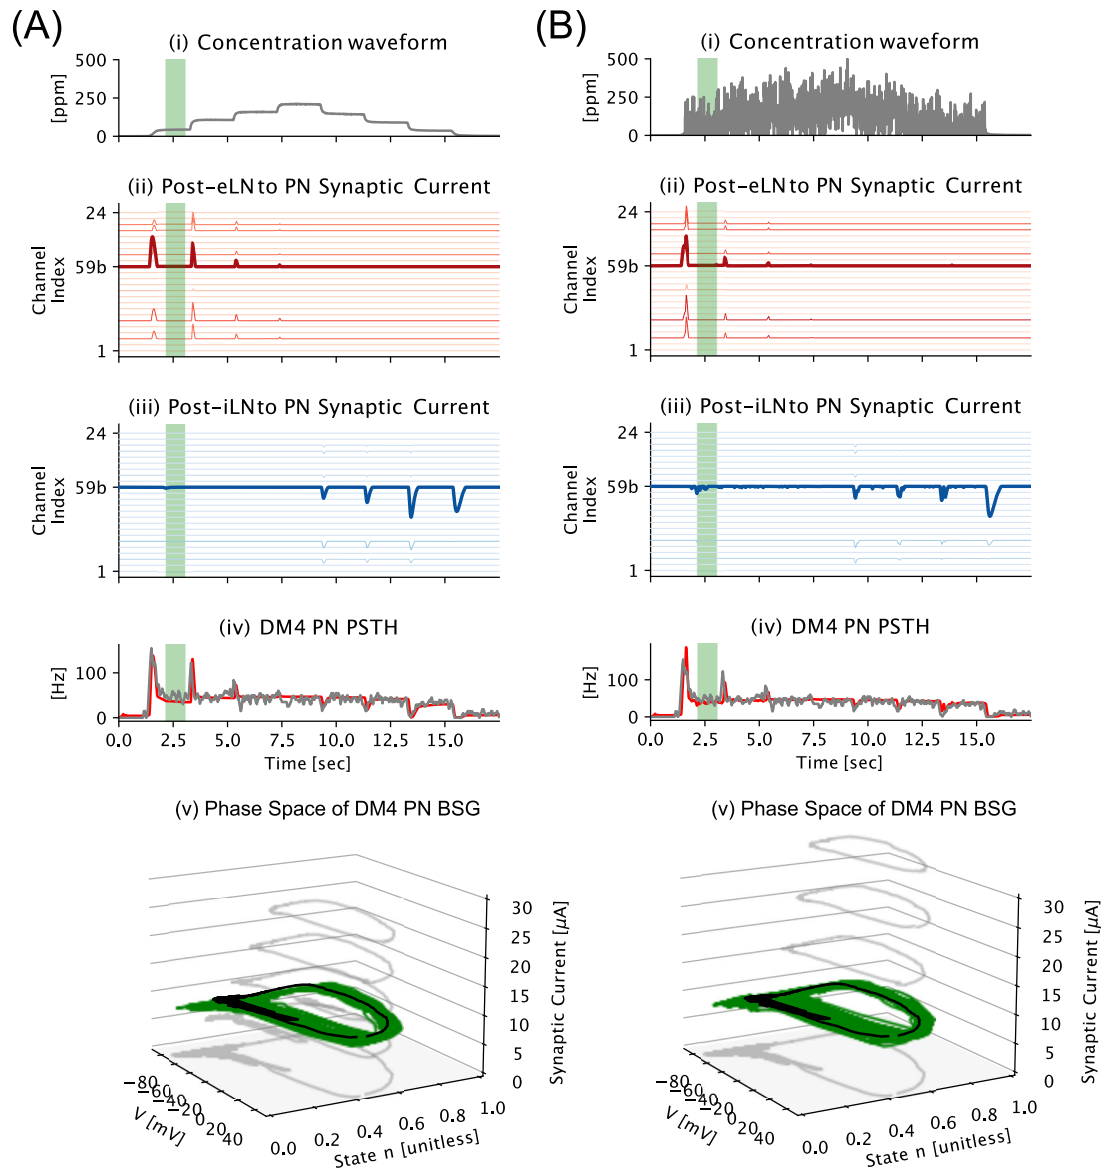 (A)
(i) Concentration waveform
500
250
0
[ppm]
(ii) Post-eLN to PN Synaptic Current
24
59b
1
Channel
Index
(iii) Post-iLN to PN Synaptic Current
24
59b
1
Channel
Index
(iv) DM4 PN PSTH
100
0
[Hz]
0.0 2.5 5.0 7.5 10.0 12.5 15.0
Time [sec]
(v) Phase Space of DM4 PN BSG
30
25
20
15
10
5
0
Synaptic Current [μA]
−80
−60
−40
−20
0
20
40
V [mV]
0.0 0.2 0.4 0.6 0.8 1.0
State n [unitless]
(B)
(i) Concentration waveform
500
250
0
[ppm]
(ii) Post-eLN to PN Synaptic Current
24
59b
1
Channel
Index
(iii) Post-iLN to PN Synaptic Current
24
59b
1
Channel
Index
(iv) DM4 PN PSTH
100
0
[Hz]
0.0 2.5 5.0 7.5 10.0 12.5 15.0
Time [sec]
(v) Phase Space of DM4 PN BSG
30
25
20
15
10
5
0
Synaptic Current [μA]
−80
−60
−40
−20
0
20
40
V [mV]
0.0 0.2 0.4 0.6 0.8 1.0
State n [unitless]